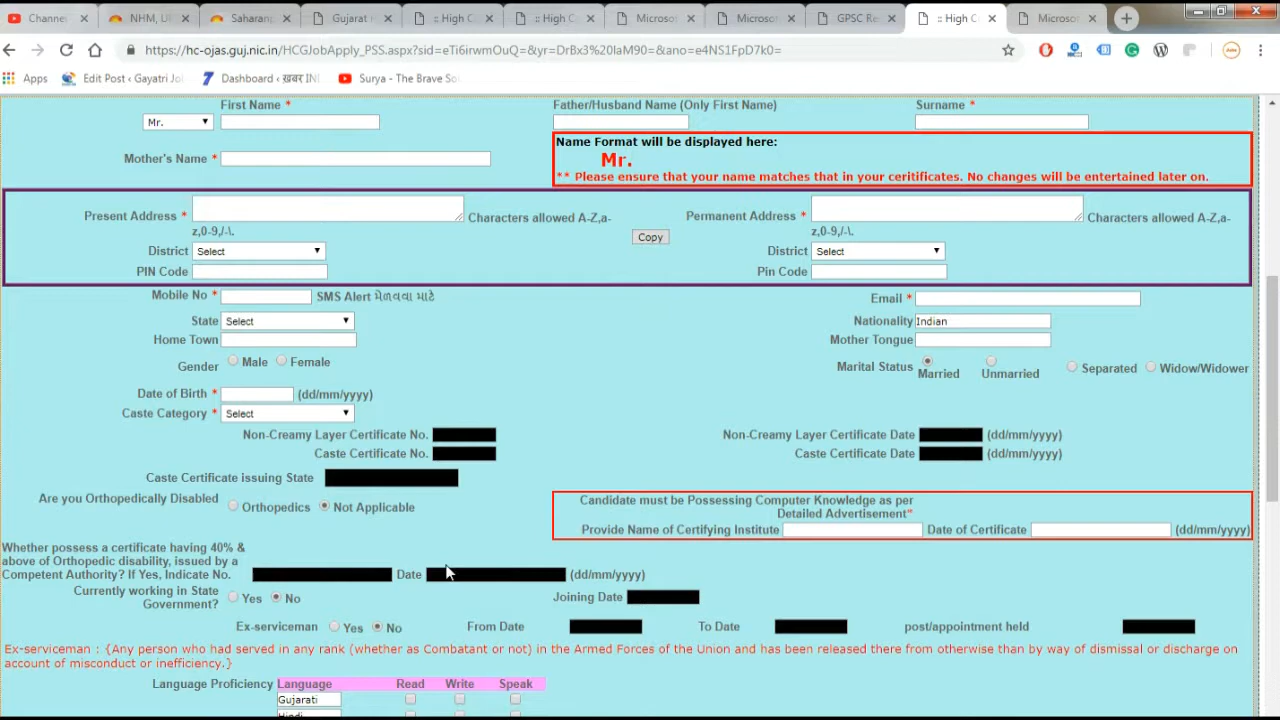 Channe
NHM, U
Saharan
Gujarat
:: High C
:: High C
Microso
Microso
GPSC Re
:: High C
Microso
https://hc-ojas.guj.nic.in/HCGJobApply_PSS.aspx?sid=eTi6irwmOuQ=&yr=DrBx3%20laM90=&ano=e4NS1FpD7k0=
Apps
Edit Post ‹ Gayatri Jo
Dashboard ‹ ख़बर INI
Surya - The Brave So
First Name *
Father/Husband Name (Only First Name)
Surname *
Mr.
Name Format will be displayed here:
Mother's Name *
Mr.
** Please ensure that your name matches that in your ceritificates. No changes will be entertained later on.
Present Address *
Characters allowed A-Z,a-
z,0-9,/-\.
Permanent Address *
Characters allowed A-Z,a-
z,0-9,/-\.
Copy
District Select
District Select
PIN Code
Pin Code
Mobile No *
SMS Alert મેળવવા માટે
Email *
State Select
Nationality Indian
Home Town
Mother Tongue
Gender Male Female
Marital Status Married Unmarried Separated Widow/Widower
Date of Birth * (dd/mm/yyyy)
Caste Category * Select
Non-Creamy Layer Certificate No.
Non-Creamy Layer Certificate Date (dd/mm/yyyy)
Caste Certificate No.
Caste Certificate Date (dd/mm/yyyy)
Caste Certificate issuing State
Are you Orthopedically Disabled Orthopedics Not Applicable
Candidate must be Possessing Computer Knowledge as per
Detailed Advertisement*
Provide Name of Certifying Institute Date of Certificate (dd/mm/yyyy)
Whether possess a certificate having 40% &
above of Orthopedic disability, issued by a
Competent Authority? If Yes, Indicate No. Date (dd/mm/yyyy)
Currently working in State
Government? Yes No
Joining Date
Ex-serviceman Yes No From Date To Date post/appointment held
Ex-serviceman : {Any person who had served in any rank (whether as Combatant or not) in the Armed Forces of the Union and has been released there from otherwise than by way of dismissal or discharge on
account of misconduct or inefficiency.}
Language Proficiency Language Read Write Speak
Gujarati
Hindi